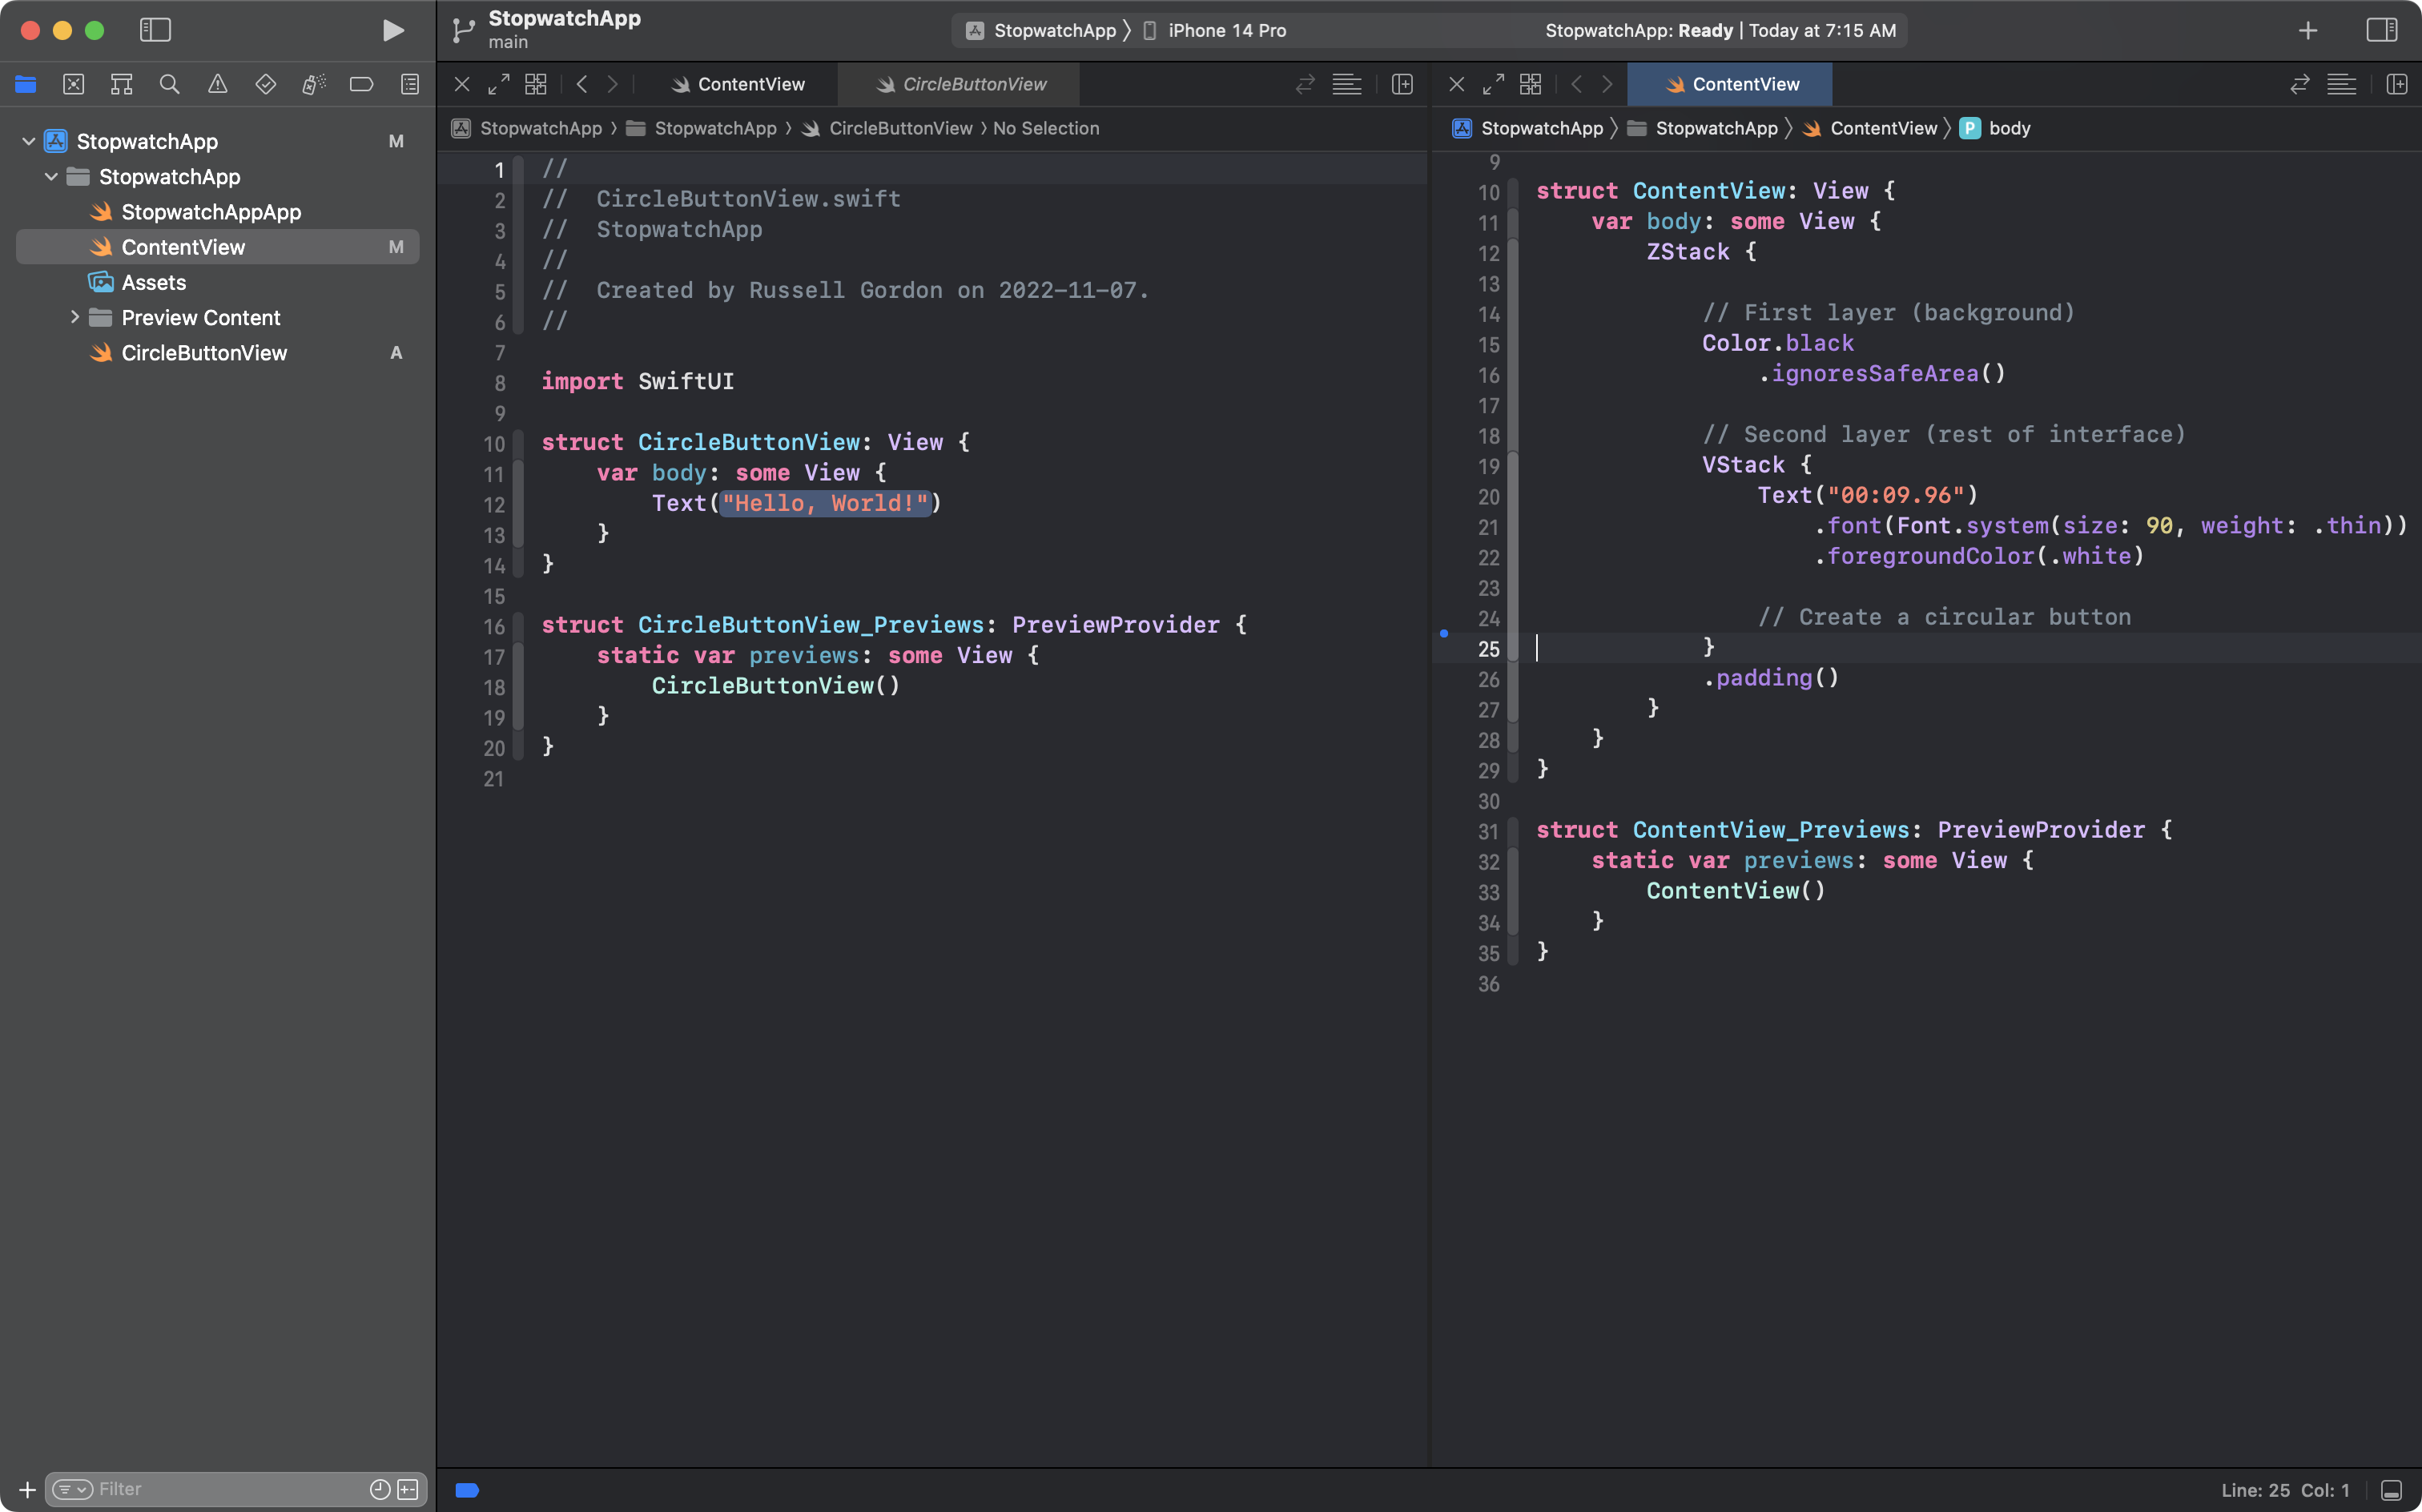 StopwatchApp
main
StopwatchApp
iPhone 14 Pro
StopwatchApp: Ready | Today at 7:15 AM
ContentView
CircleButtonView
ContentView
StopwatchApp
StopwatchApp
CircleButtonView
No Selection
StopwatchApp
StopwatchApp
ContentView
P
body
StopwatchApp M
StopwatchApp
StopwatchAppApp
ContentView M
Assets
Preview Content
CircleButtonView A
1 //
2 //  CircleButtonView.swift
3 //  StopwatchApp
4 //
5 //  Created by Russell Gordon on 2022-11-07.
6 //
7
8 import SwiftUI
9
10 struct CircleButtonView: View {
11     var body: some View {
12         Text("Hello, World!")
13     }
14 }
15
16 struct CircleButtonView_Previews: PreviewProvider {
17     static var previews: some View {
18         CircleButtonView()
19     }
20 }
21
9
10 struct ContentView: View {
11     var body: some View {
12         ZStack {
13
14             // First layer (background)
15             Color.black
16                 .ignoresSafeArea()
17
18             // Second layer (rest of interface)
19             VStack {
20                 Text("00:09.96")
21                     .font(Font.system(size: 90, weight: .thin))
22                     .foregroundColor(.white)
23
24                 // Create a circular button
25             }
26             .padding()
27         }
28     }
29 }
30
31 struct ContentView_Previews: PreviewProvider {
32     static var previews: some View {
33         ContentView()
34     }
35 }
36
Filter
Line: 25 Col: 1